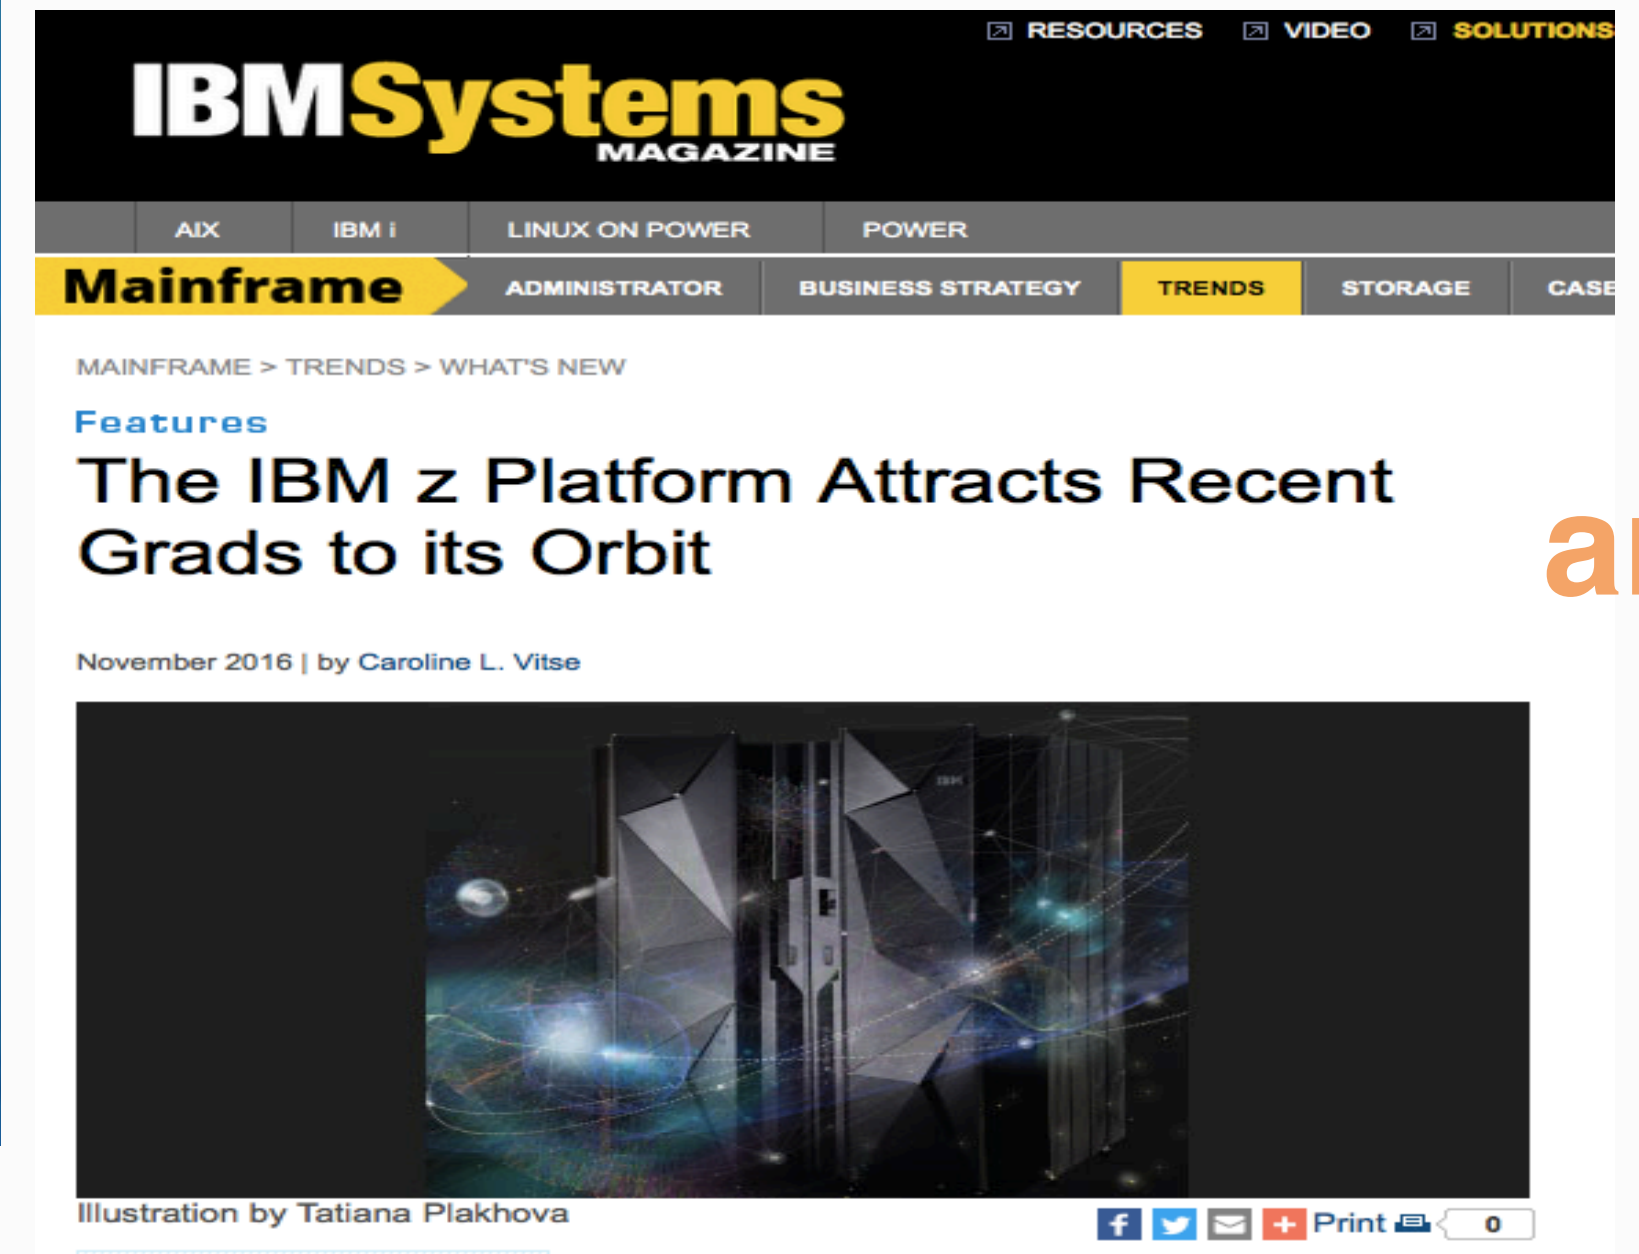 RESOURCES VIDEO SOLUTIONS
IBMSystems
MAGAZINE
AIX IBM i LINUX ON POWER POWER
Mainframe ADMINISTRATOR BUSINESS STRATEGY TRENDS STORAGE CASE
MAINFRAME > TRENDS > WHAT'S NEW
Features
The IBM z Platform Attracts Recent
Grads to its Orbit
November 2016 | by Caroline L. Vitse
IBM
Illustration by Tatiana Plakhova
Print 0